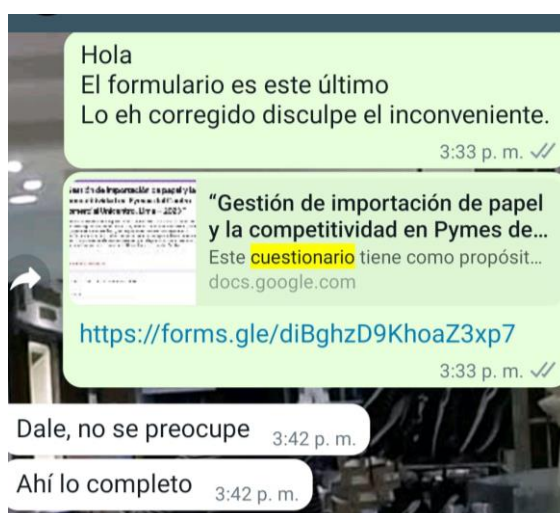 Hola
El formulario es este último
Lo eh corregido disculpe el inconveniente.
3:33 p. m.
“Gestión de importación de papel
y la competitividad en Pymes de...
Este cuestionario tiene como propósit...
docs.google.com
https://forms.gle/diBghzD9KhoaZ3xp7
3:33 p. m.
Dale, no se preocupe 3:42 p. m.
Ahí lo completo 3:42 p. m.